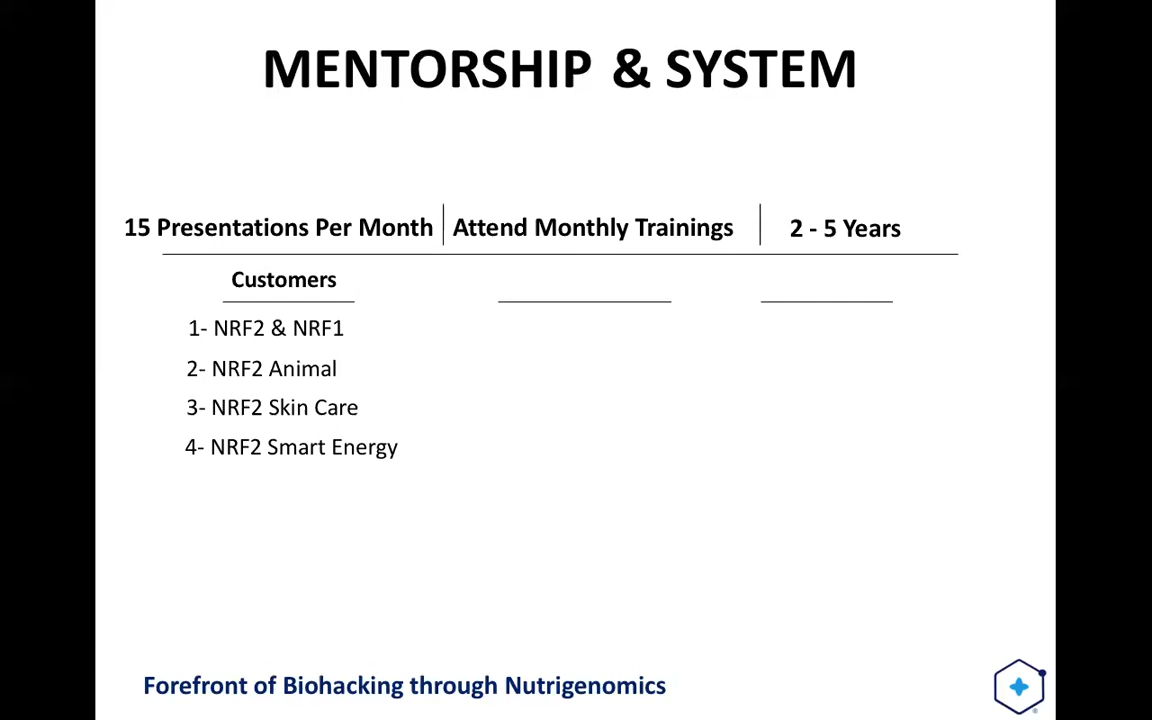 MENTORSHIP & SYSTEM
15 Presentations Per Month Attend Monthly Trainings 2 - 5 Years
Customers
1- NRF2 & NRF1
2- NRF2 Animal
3- NRF2 Skin Care
4- NRF2 Smart Energy
Forefront of Biohacking through Nutrigenomics
®